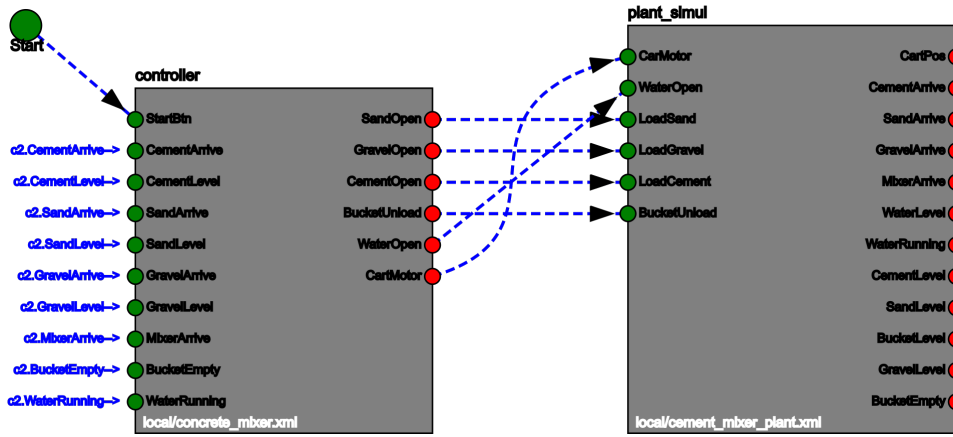 plant_simul
Start
controller
CarMotor
CartPos
WaterOpen
CementArrive
StartBtn
SandOpen
LoadSand
SandArrive
c2.CementArrive-->
CementArrive
GravelOpen
LoadGravel
GravelArrive
c2.CementLevel-->
CementLevel
CementOpen
LoadCement
MixerArrive
c2.SandArrive-->
SandArrive
BucketUnload
BucketUnload
WaterLevel
c2.SandLevel-->
SandLevel
WaterOpen
WaterRunning
c2.GravelArrive-->
GravelArrive
CartMotor
CementLevel
c2.GravelLevel-->
GravelLevel
SandLevel
c2.MixerArrive-->
MixerArrive
BucketLevel
c2.BucketEmpty-->
BucketEmpty
GravelLevel
c2.WaterRunning-->
WaterRunning
BucketEmpty
local/concrete_mixer.xml
local/cement_mixer_plant.xml